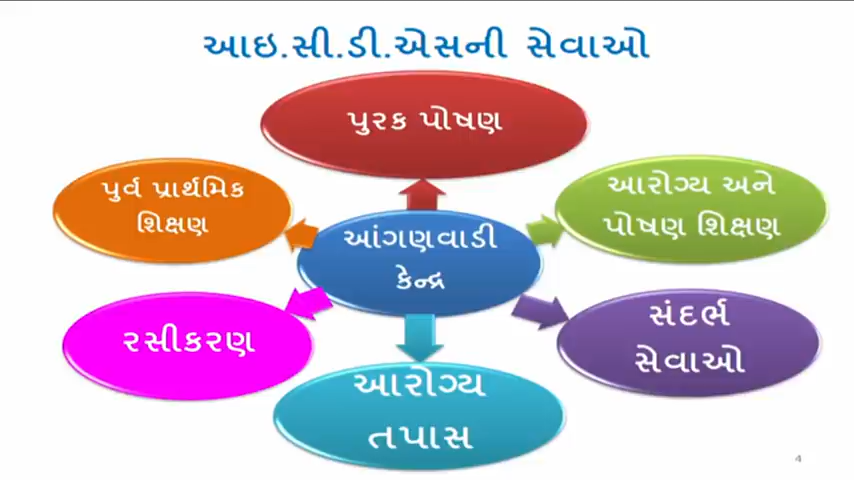 આઇ.સી.ડી.એસની સેવાઓ
પુરક પોષણ
પુર્વ પ્રાર્થમિક
શિક્ષણ
આરોગ્ય અને
પોષણ શિક્ષણ
આંગણવાડી
કેન્દ્ર
રસીકરણ
સંદર્ભ
સેવાઓ
આરોગ્ય
તપાસ
4